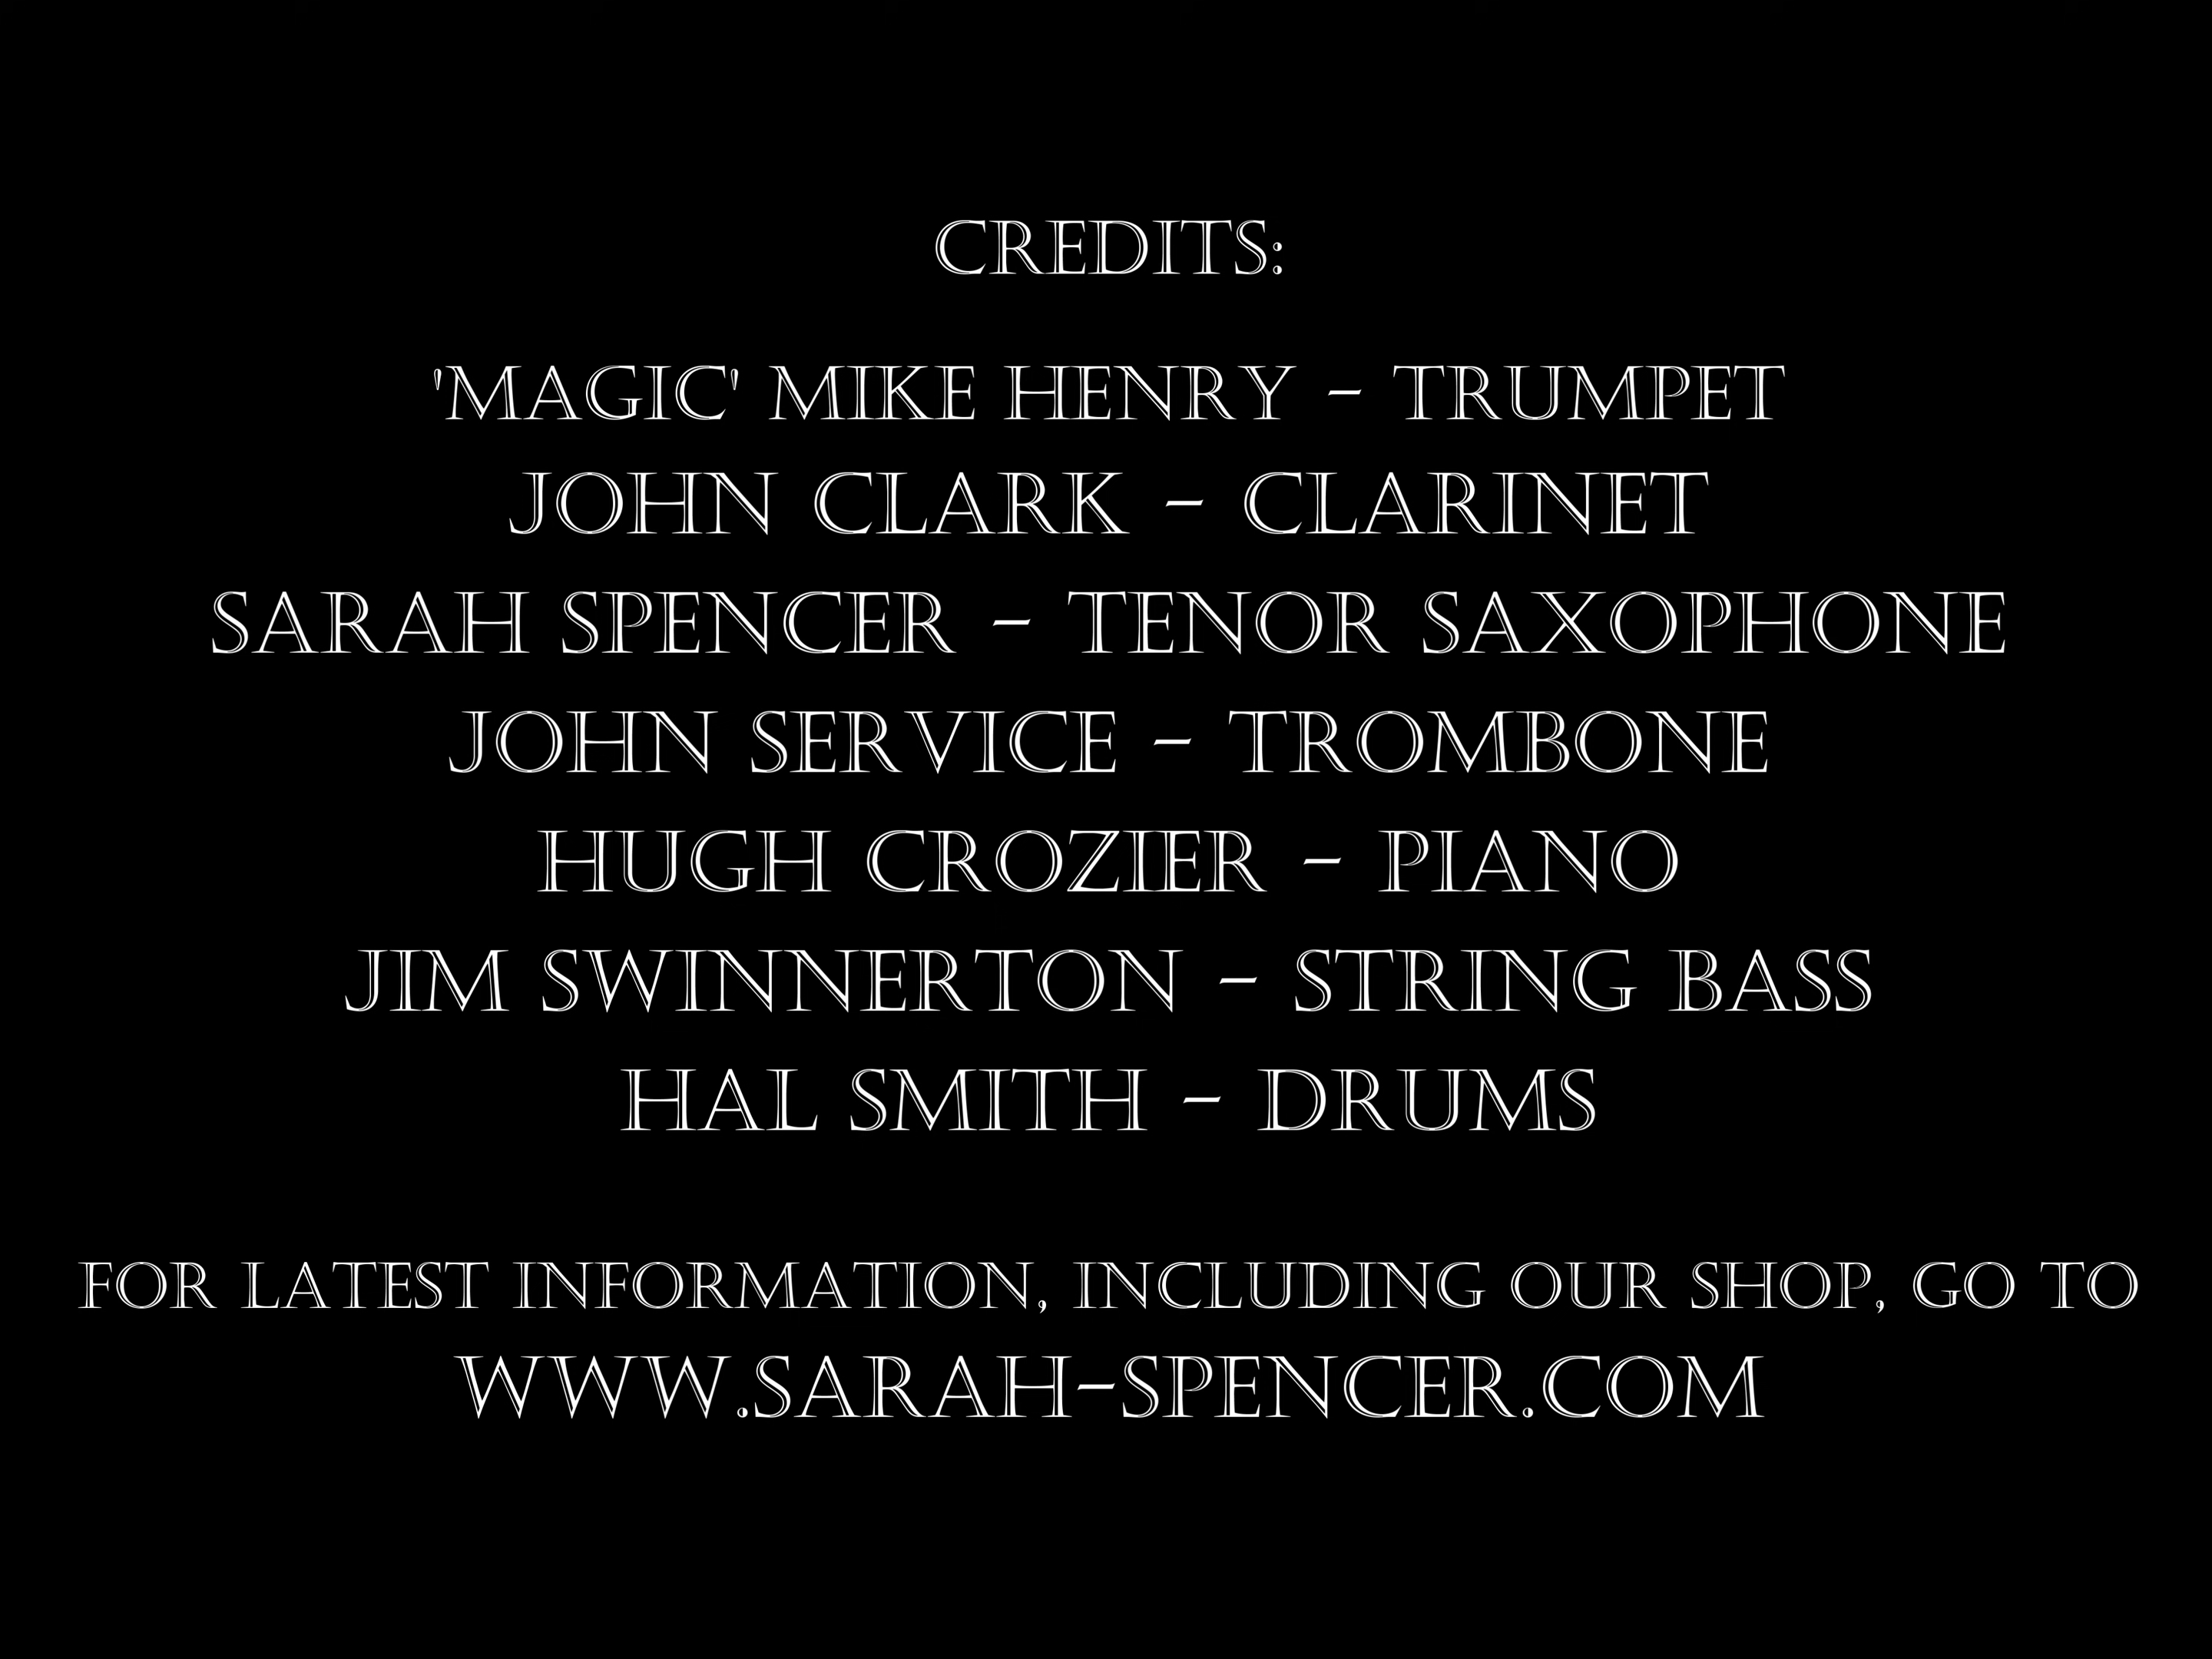 CREDITS:
'MAGIC' MIKE HENRY - TRUMPET
JOHN CLARK - CLARINET
SARAH SPENCER - TENOR SAXOPHONE
JOHN SERVICE - TROMBONE
HUGH CROZIER - PIANO
JIM SWINNERTON - STRING BASS
HAL SMITH - DRUMS
FOR LATEST INFORMATION, INCLUDING OUR SHOP, GO TO
WWW.SARAH-SPENCER.COM